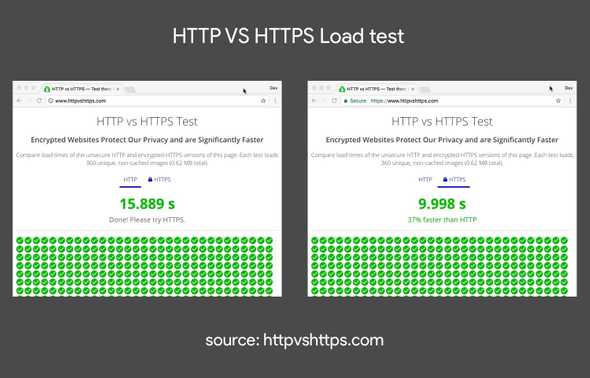 HTTP VS HTTPS Load test
HTTP vs HTTPS — Test them
Dev
www.httpvshttps.com
HTTP vs HTTPS Test
Encrypted Websites Protect Our Privacy and are Significantly Faster
Compare load times of the unsecure HTTP and encrypted HTTPS versions of this page. Each test loads
360 unique, non-cached images (0.62 MB total).
HTTP HTTPS
15.889 s
Done! Please try HTTPS.
HTTP vs HTTPS — Test them
Dev
Secure https://www.httpvshttps.com
HTTP vs HTTPS Test
Encrypted Websites Protect Our Privacy and are Significantly Faster
Compare load times of the unsecure HTTP and encrypted HTTPS versions of this page. Each test loads
360 unique, non-cached images (0.62 MB total).
HTTP HTTPS
9.998 s
37% faster than HTTP
source: httpvshttps.com